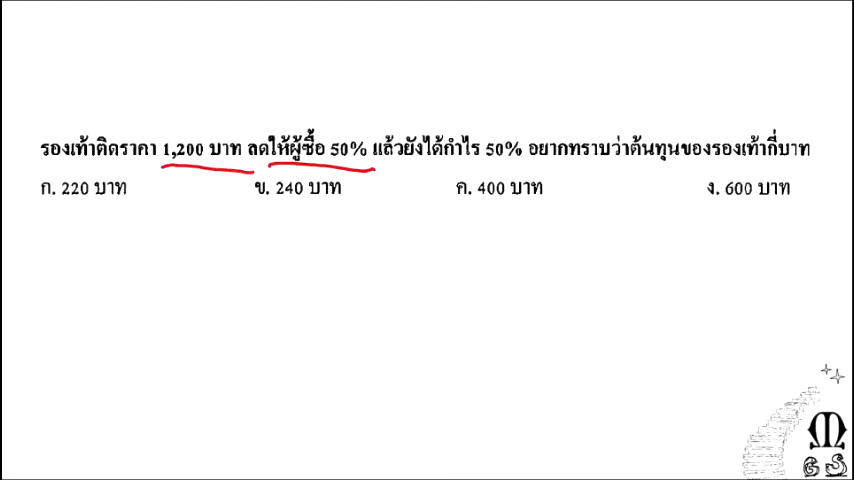 รองเท้าติดราคา 1,200 บาท ลดให้ผู้ซื้อ 50% แล้วยังได้กำไร 50% อยากทราบว่าต้นทุนของรองเท้ากี่บาท
ก. 220 บาท ข. 240 บาท ค. 400 บาท ง. 600 บาท